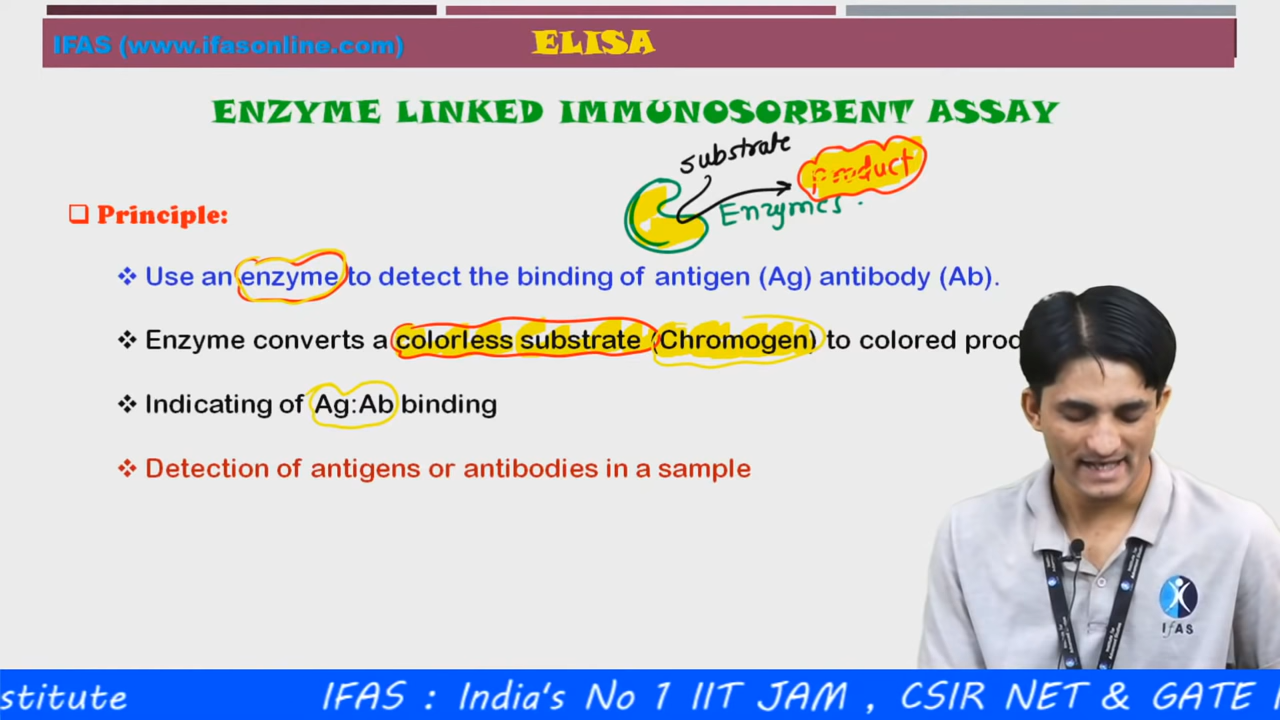 IFAS (www.ifasonline.com)
ELISA
ENZYME LINKED IMMUNOSORBENT ASSAY
substrate
product
Enzymes
Principle:
Use an enzyme to detect the binding of antigen (Ag) antibody (Ab).
Enzyme converts a colorless substrate (Chromogen) to colored prod
Indicating of Ag:Ab binding
Detection of antigens or antibodies in a sample
IFAS
stitute IFAS : India's No 1 IIT JAM , CSIR NET & GATE